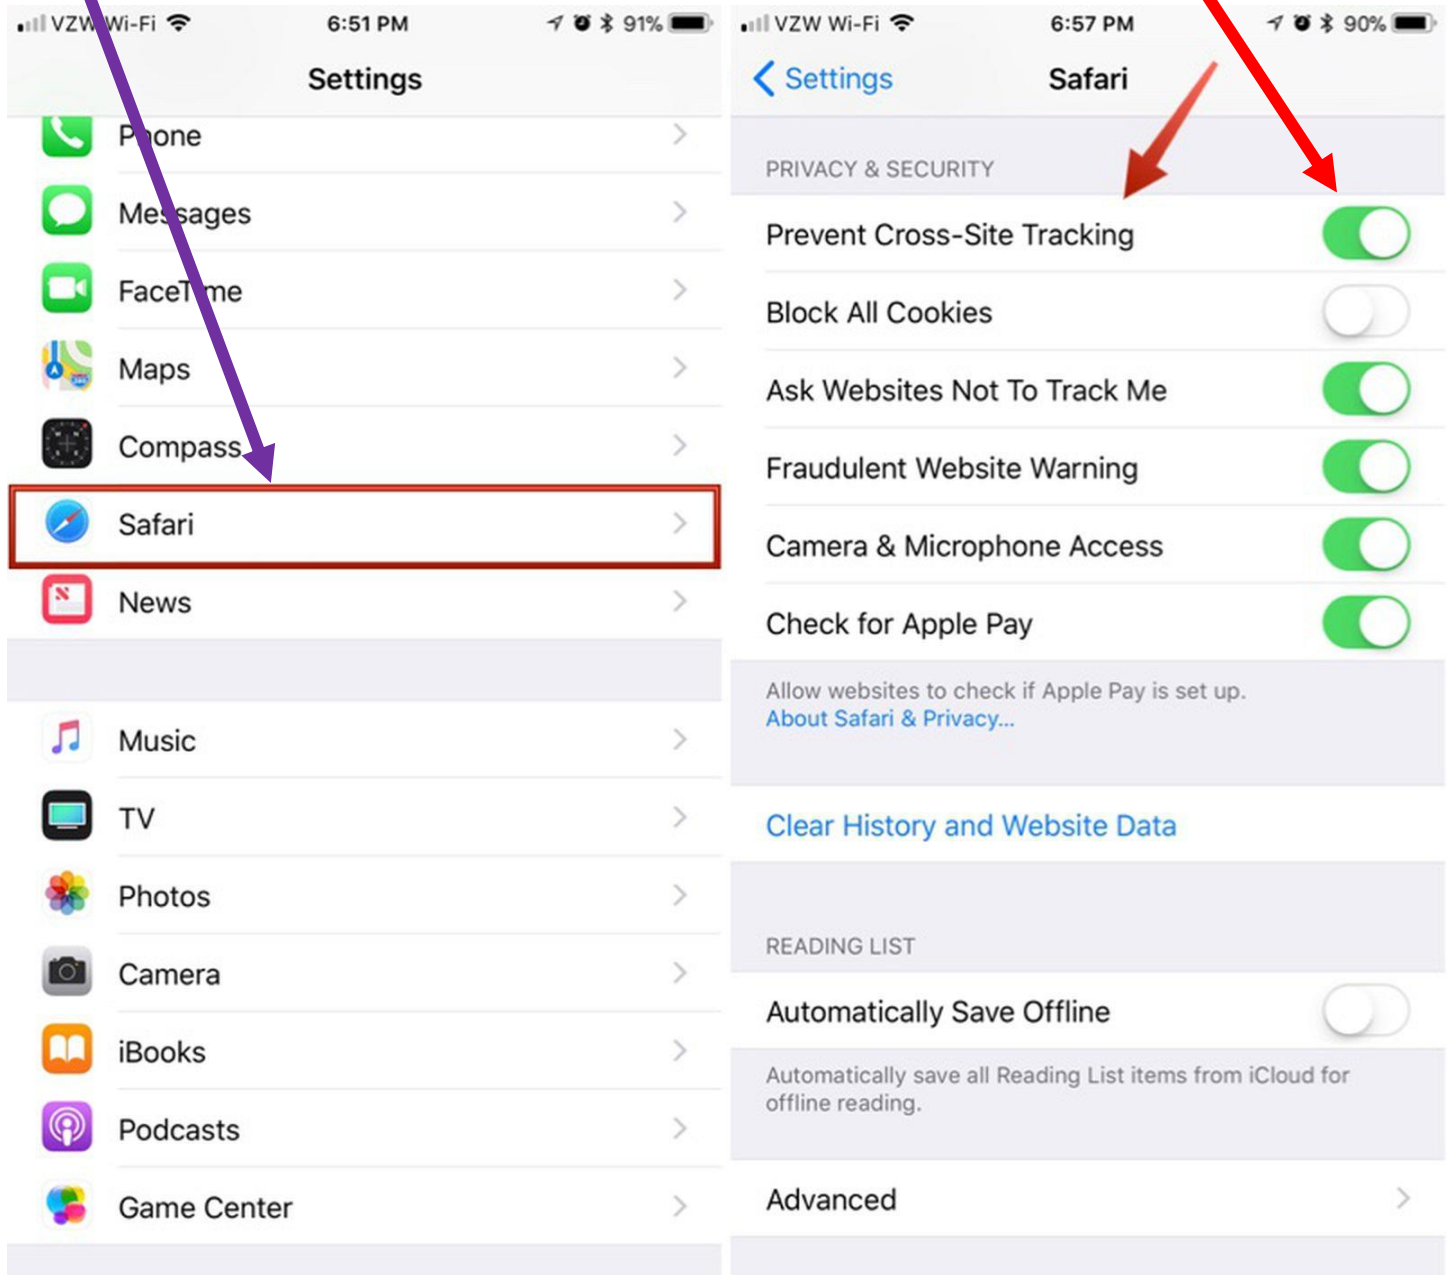 VZW Wi-Fi 6:51 PM 91%
Settings
Phone
Messages
FaceTime
Maps
Compass
Safari
News
Music
TV
Photos
Camera
iBooks
Podcasts
Game Center
VZW Wi-Fi 6:57 PM 90%
Settings Safari
PRIVACY & SECURITY
Prevent Cross-Site Tracking
Block All Cookies
Ask Websites Not To Track Me
Fraudulent Website Warning
Camera & Microphone Access
Check for Apple Pay
Allow websites to check if Apple Pay is set up.
About Safari & Privacy...
Clear History and Website Data
READING LIST
Automatically Save Offline
Automatically save all Reading List items from iCloud for
offline reading.
Advanced